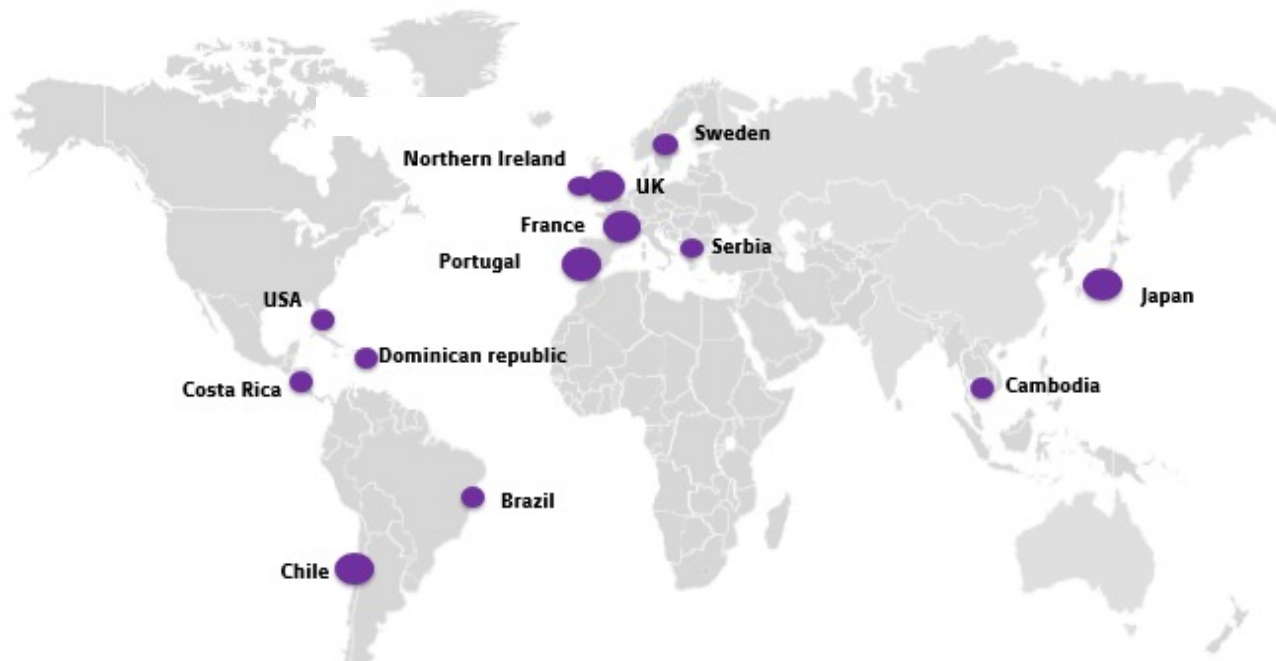 Sweden
Northern Ireland
UK
France
Serbia
Portugal
USA
Japan
Dominican republic
Costa Rica
Cambodia
Brazil
Chile